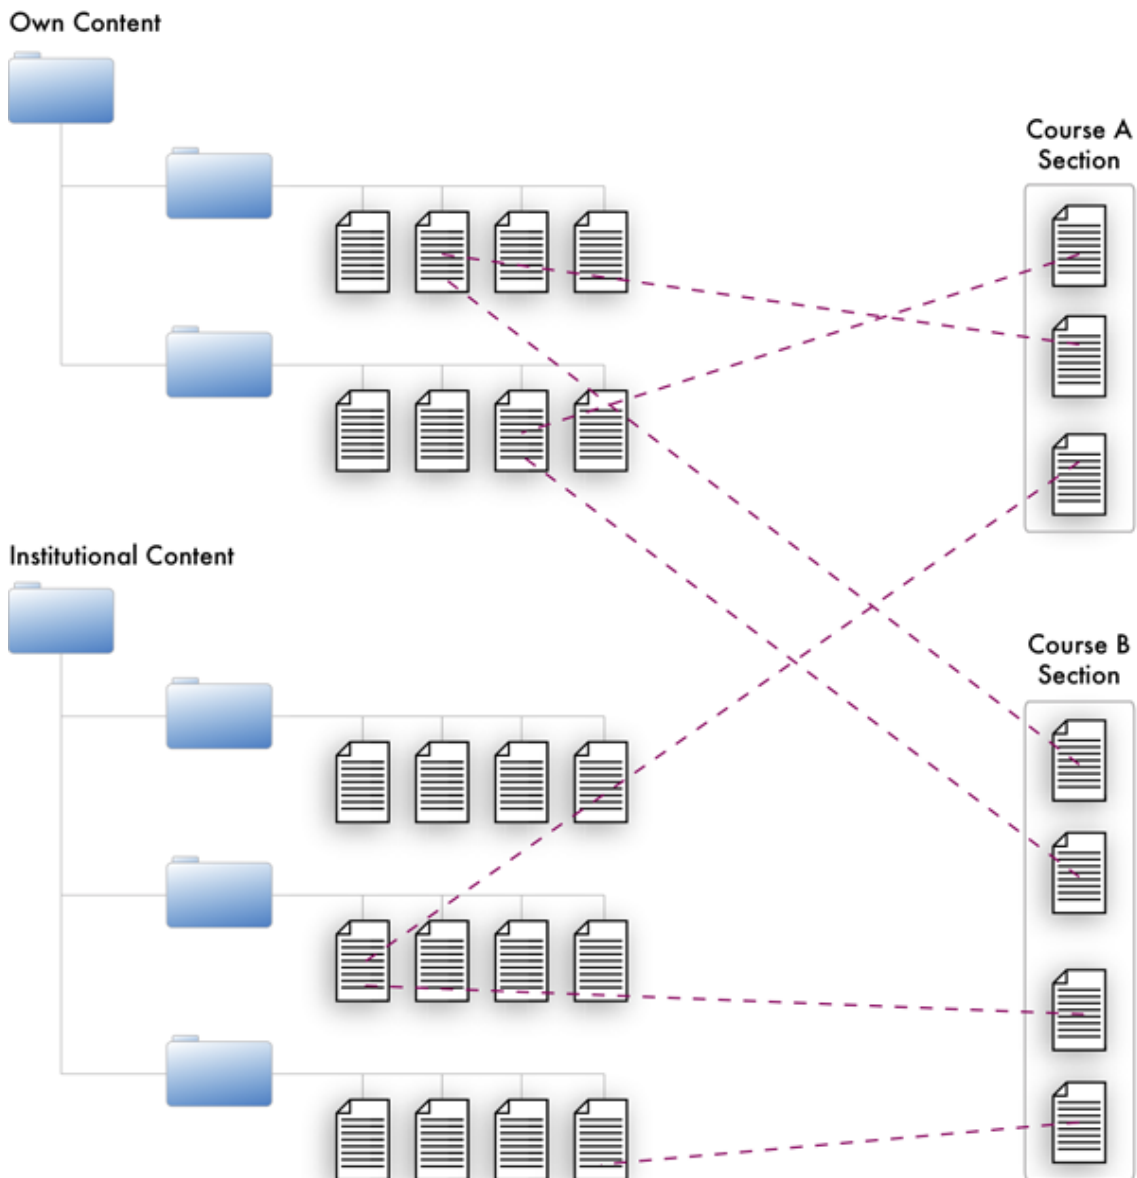 Own Content
Course A
Section
Institutional Content
Course B
Section